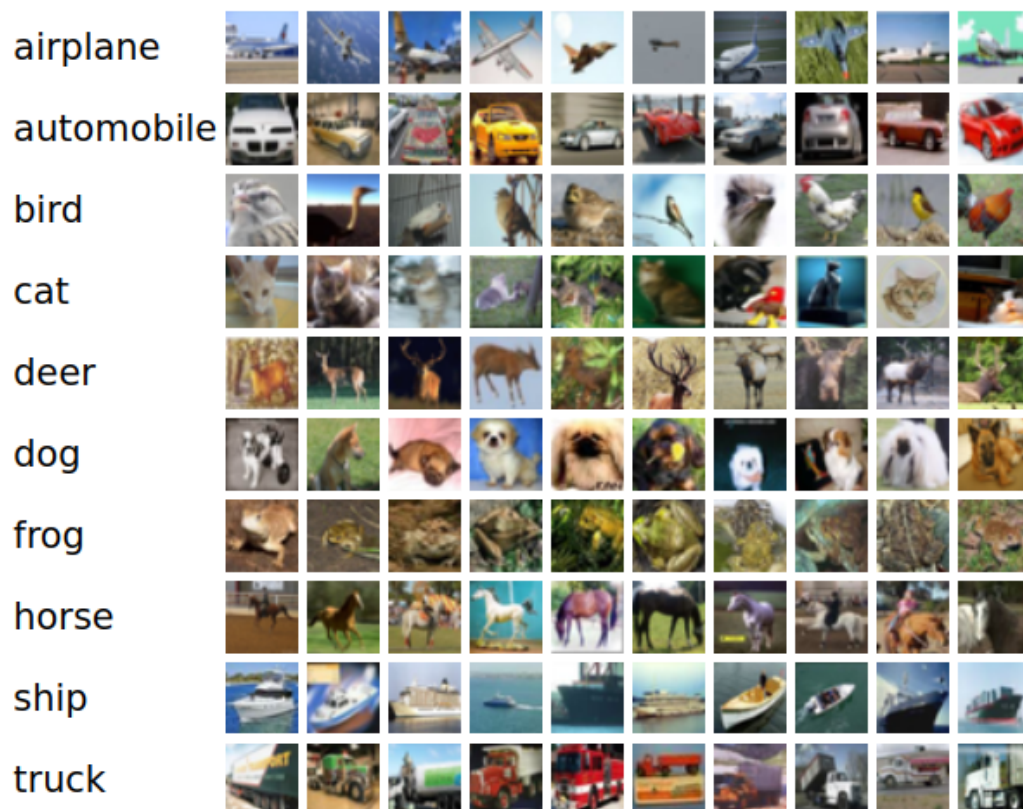 airplane
automobile
bird
cat
deer
dog
frog
horse
ship
truck